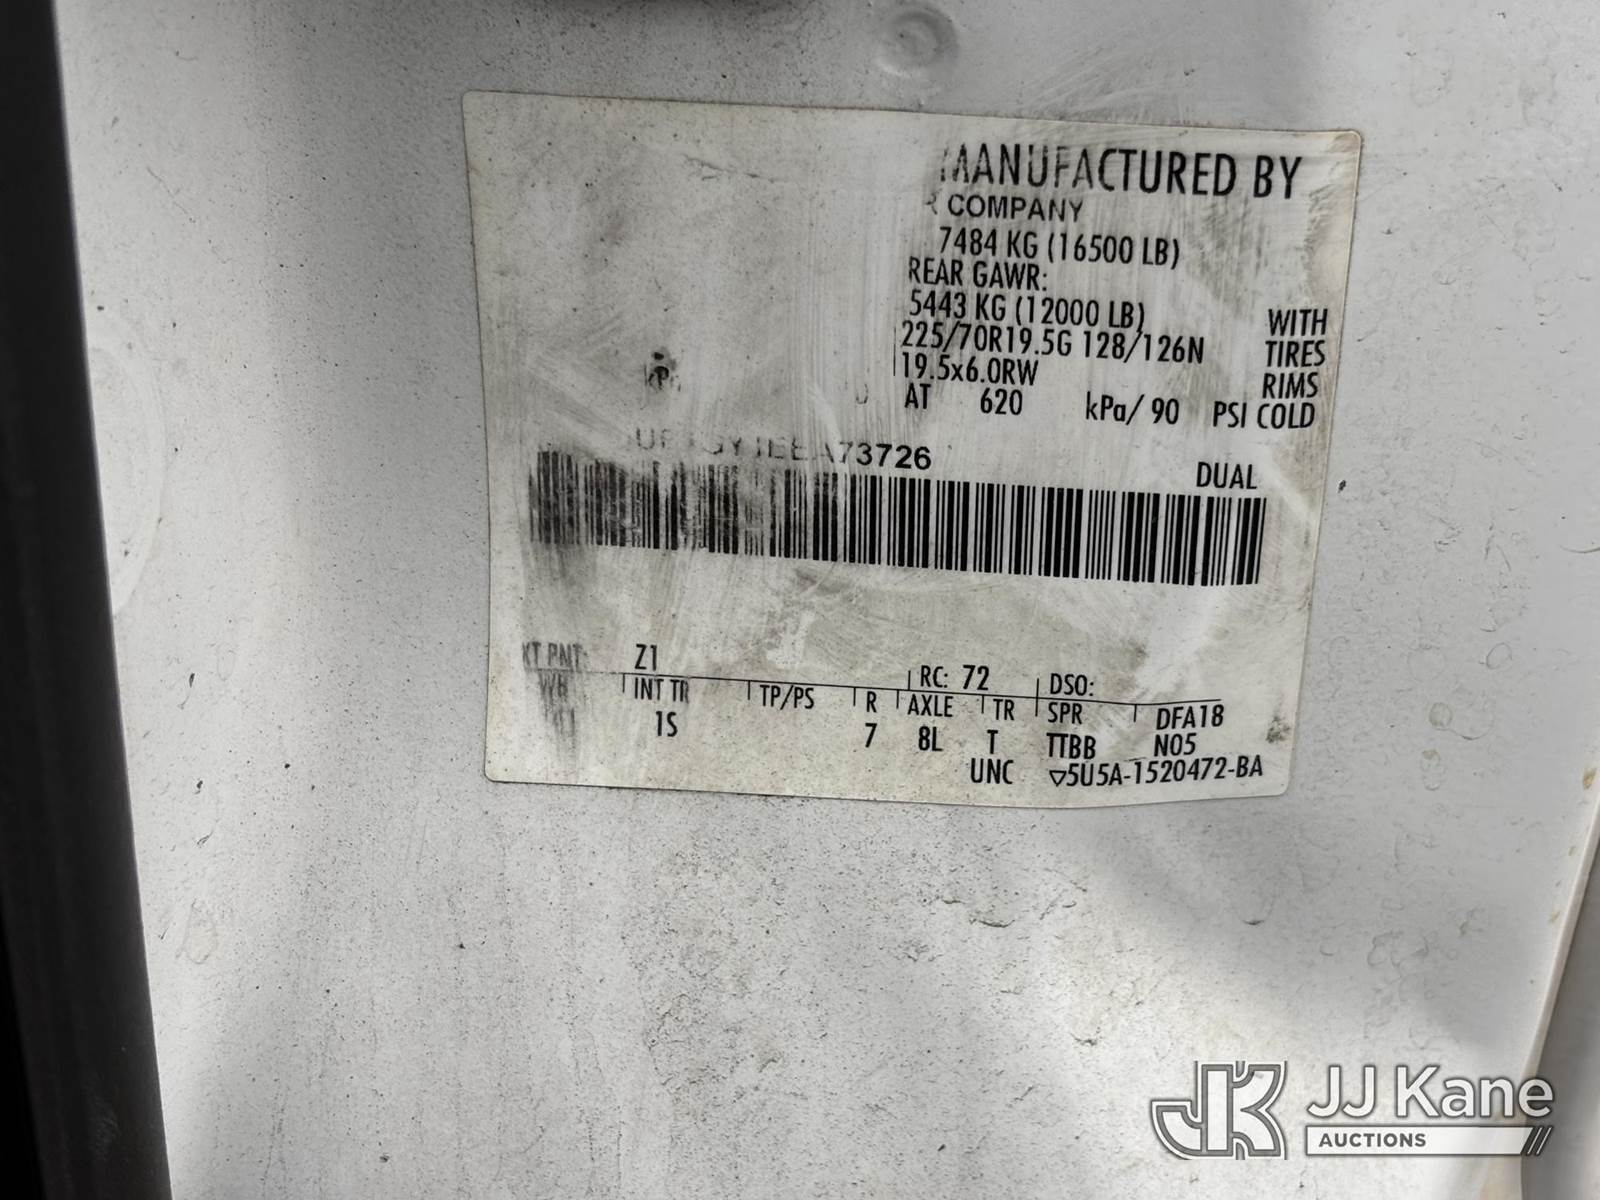 MANUFACTURED BY
COMPANY
7484 KG (16500 LB)
REAR GAWR:
5443 KG (12000 LB) WITH
225/70R19.5G 128/126N TIRES
19.5x6.0RW RIMS
AT 620 kPa/ 90 PSI COLD
A73726
DUAL
Z1 RC: 72 DSO:
INT TR TP/PS R AXLE TR SPR DFA18
1S 7 8L T TTBB N05
UNC ▽5U5A-1520472-BA
JJ Kane
AUCTIONS